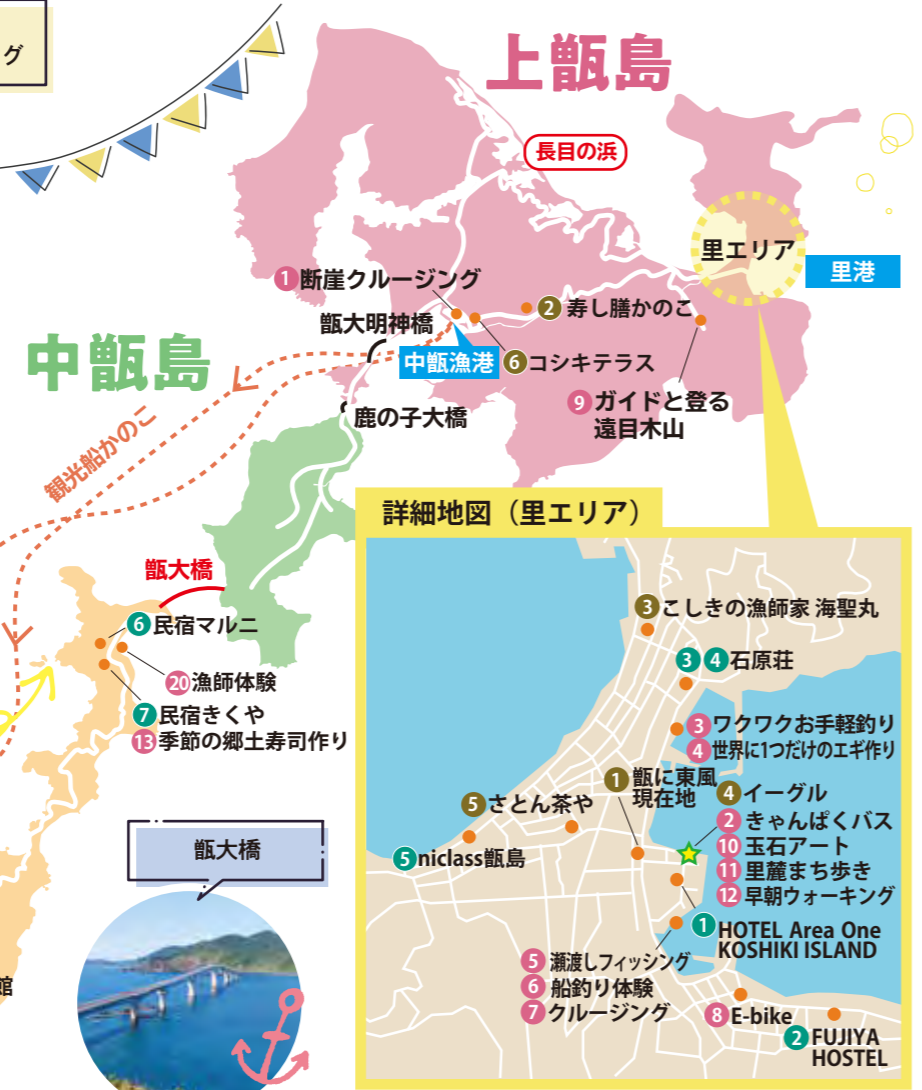 グ
上甑島
長目の浜
里エリア
里港
1 断崖クルージング
2 寿し膳かのこ
甑大明神橋
中甑漁港
6 コシキテラス
中甑島
9 ガイドと登る
遠目木山
鹿の子大橋
観光船かのこ
甑大橋
6 民宿マルニ
20 漁師体験
7 民宿きくや
13 季節の郷土寿司作り
甑大橋
館
詳細地図（里エリア）
3 こしきの漁師家 海聖丸
3 4 石原荘
3 ワクワクお手軽釣り
4 世界に1つだけのエギ作り
1 甑に東風
現在地
4 イーグル
2 きゃんぱくバス
10 玉石アート
11 里麓まち歩き
12 早朝ウォーキング
5 さとん茶や
5 niclass甑島
1 HOTEL Area One
KOSHIKI ISLAND
5 瀬渡しフィッシング
6 船釣り体験
7 クルージング
8 E-bike
2 FUJIYA
HOSTEL